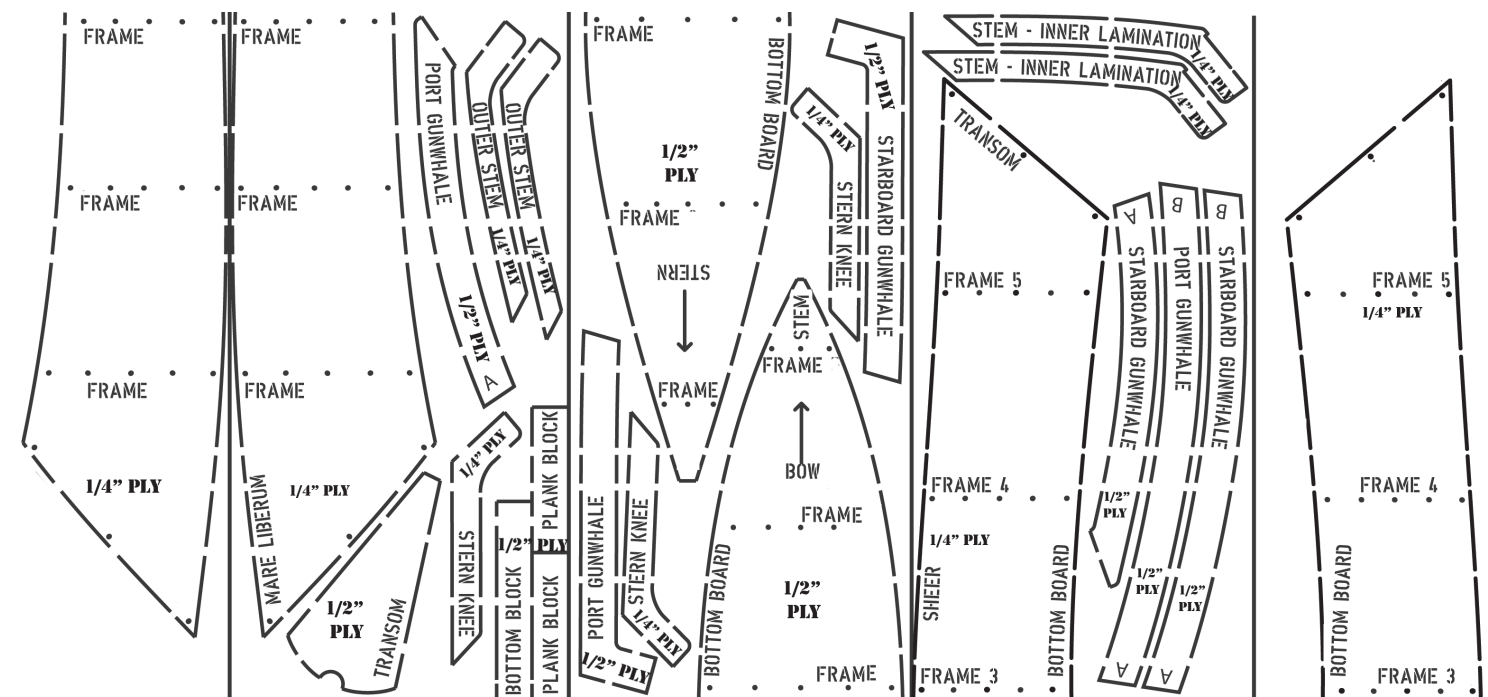 FRAME
FRAME
FRAME
FRAME
FRAME
FRAME
1/4” PLY
1/4” PLY
MARE LIBERUM
1/2”
PLY
TRANSOM
PORT GUNWHALE
1/2” PLY
A
OUTER STEM
1/4” PLY
OUTER STEM
1/4” PLY
1/4” PLY
STERN KNEE
PLANK BLOCK
1/2” PLY
BOTTOM BLOCK
PLANK BLOCK
FRAME
BOTTOM BOARD
1/2”
PLY
FRAME
STERN
FRAME
1/2” PLY
STARBOARD GUNWHALE
1/4” PLY
STERN KNEE
STEM
FRAME
BOW
FRAME
BOTTOM BOARD
1/2”
PLY
FRAME
PORT GUNWHALE
1/2” PLY
STERN KNEE
1/4” PLY
STEM - INNER LAMINATION
1/4” PLY
STEM - INNER LAMINATION
1/4” PLY
TRANSOM
FRAME 5
FRAME 4
1/4” PLY
SHEER
BOTTOM BOARD
FRAME 3
A
STARBOARD GUNWHALE
1/2”
PLY
B
PORT GUNWHALE
1/2”
PLY
A
B
STARBOARD GUNWHALE
1/2”
PLY
A
FRAME 5
1/4” PLY
FRAME 4
BOTTOM BOARD
FRAME 3